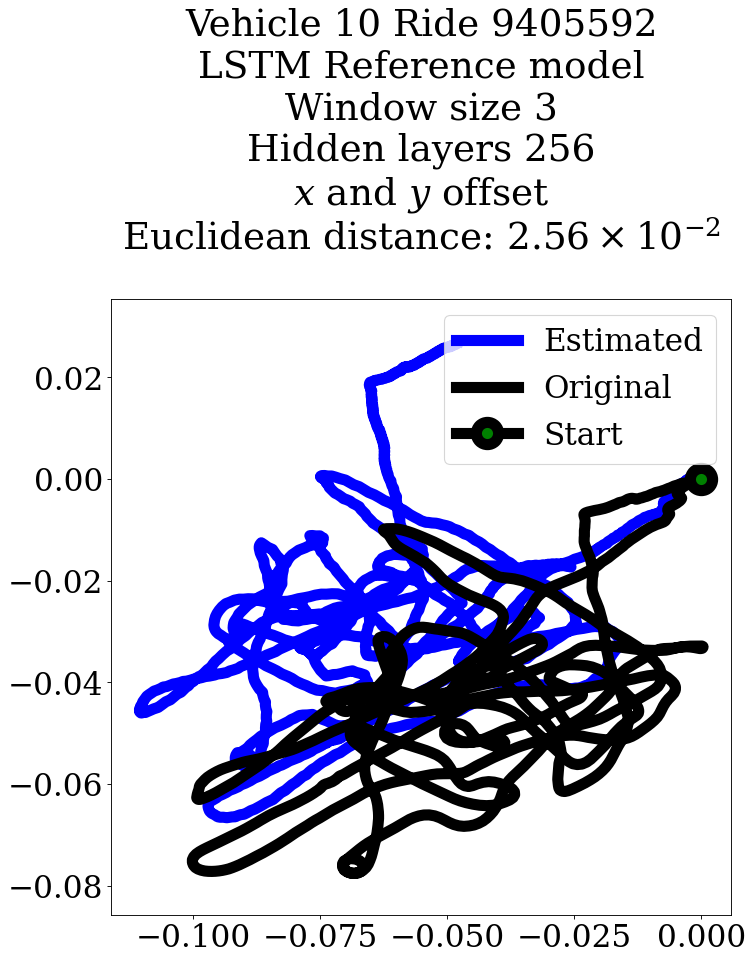 Vehicle 10 Ride 9405592
LSTM Reference model
Window size 3
Hidden layers 256
x and y offset
Euclidean distance: 2.56 × 10⁻²
Estimated
Original
Start
0.02
0.00
−0.02
−0.04
−0.06
−0.08
−0.100 −0.075 −0.050 −0.025 0.000